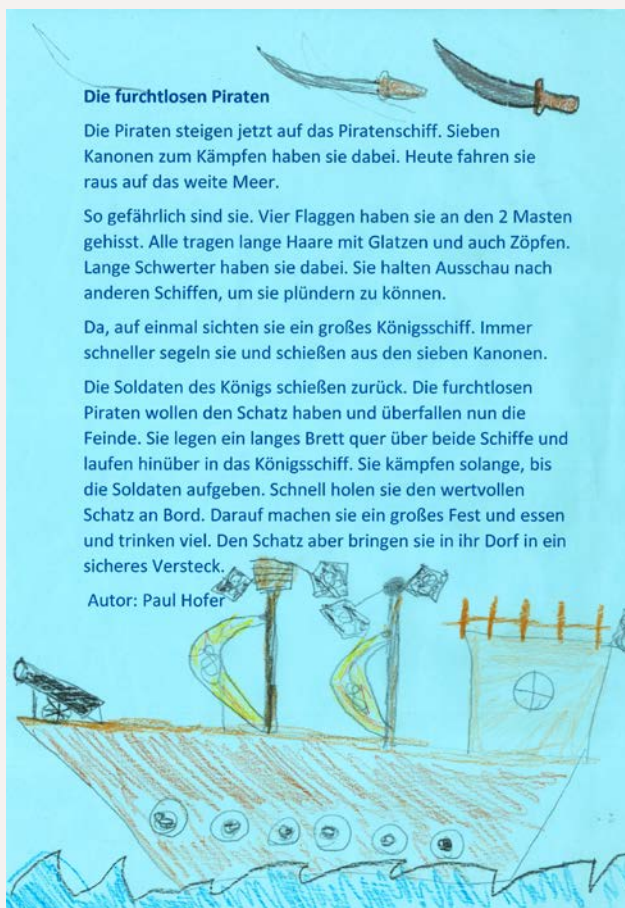 Die furchtlosen Piraten
Die Piraten steigen jetzt auf das Piratenschiff. Sieben
Kanonen zum Kämpfen haben sie dabei. Heute fahren sie
raus auf das weite Meer.
So gefährlich sind sie. Vier Flaggen haben sie an den 2 Masten
gehisst. Alle tragen lange Haare mit Glatzen und auch Zöpfen.
Lange Schwerter haben sie dabei. Sie halten Ausschau nach
anderen Schiffen, um sie plündern zu können.
Da, auf einmal sichten sie ein großes Königsschiff. Immer
schneller segeln sie und schießen aus den sieben Kanonen.
Die Soldaten des Königs schießen zurück. Die furchtlosen
Piraten wollen den Schatz haben und überfallen nun die
Feinde. Sie legen ein langes Brett quer über beide Schiffe und
laufen hinüber in das Königsschiff. Sie kämpfen solange, bis
die Soldaten aufgeben. Schnell holen sie den wertvollen
Schatz an Bord. Darauf machen sie ein großes Fest und essen
und trinken viel. Den Schatz aber bringen sie in ihr Dorf in ein
sicheres Versteck.
Autor: Paul Hofer